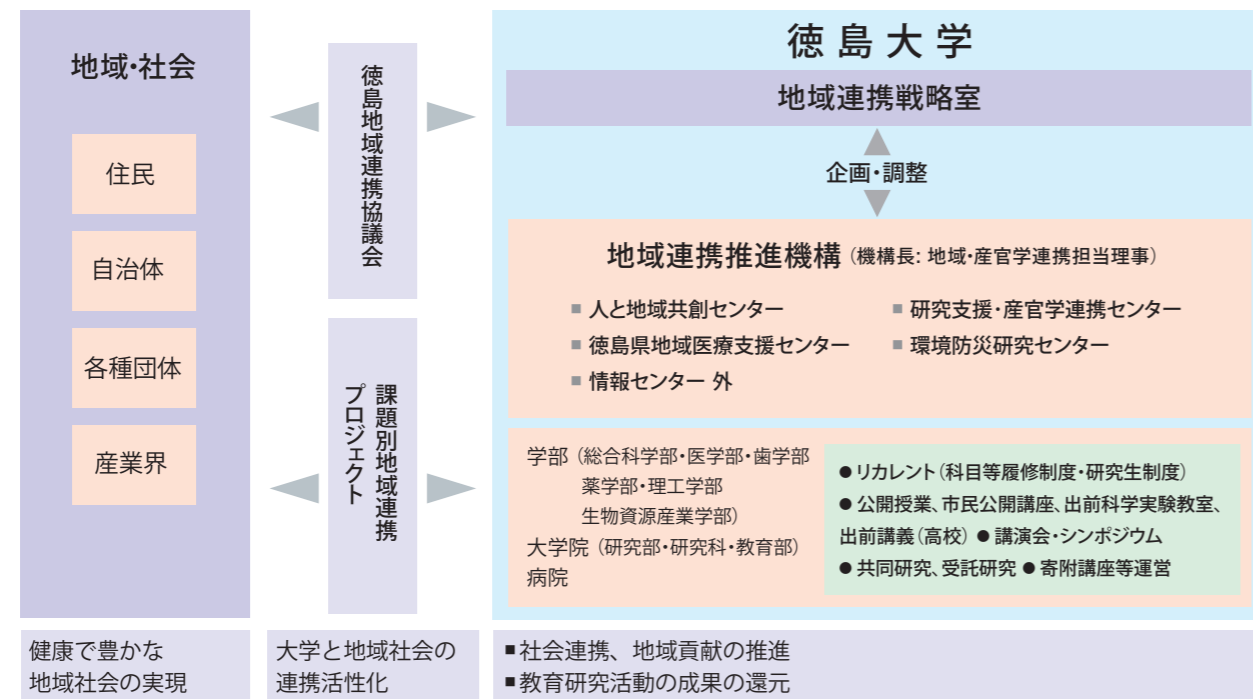 地域・社会
住民
自治体
各種団体
産業界
徳島地域連携協議会
課題別地域連携
プロジェクト
徳島大学
地域連携戦略室
企画・調整
地域連携推進機構（機構長: 地域・産官学連携担当理事）
■ 人と地域共創センター
■ 研究支援・産官学連携センター
■ 徳島県地域医療支援センター
■ 環境防災研究センター
■ 情報センター 外
学部（総合科学部・医学部・歯学部
薬学部・理工学部
生物資源産業学部）
大学院（研究部・研究科・教育部）
病院
● リカレント（科目等履修制度・研究生制度）
● 公開授業、市民公開講座、出前科学実験教室、
出前講義（高校） ● 講演会・シンポジウム
● 共同研究、受託研究 ● 寄附講座等運営
健康で豊かな
地域社会の実現
大学と地域社会の
連携活性化
■社会連携、地域貢献の推進
■教育研究活動の成果の還元